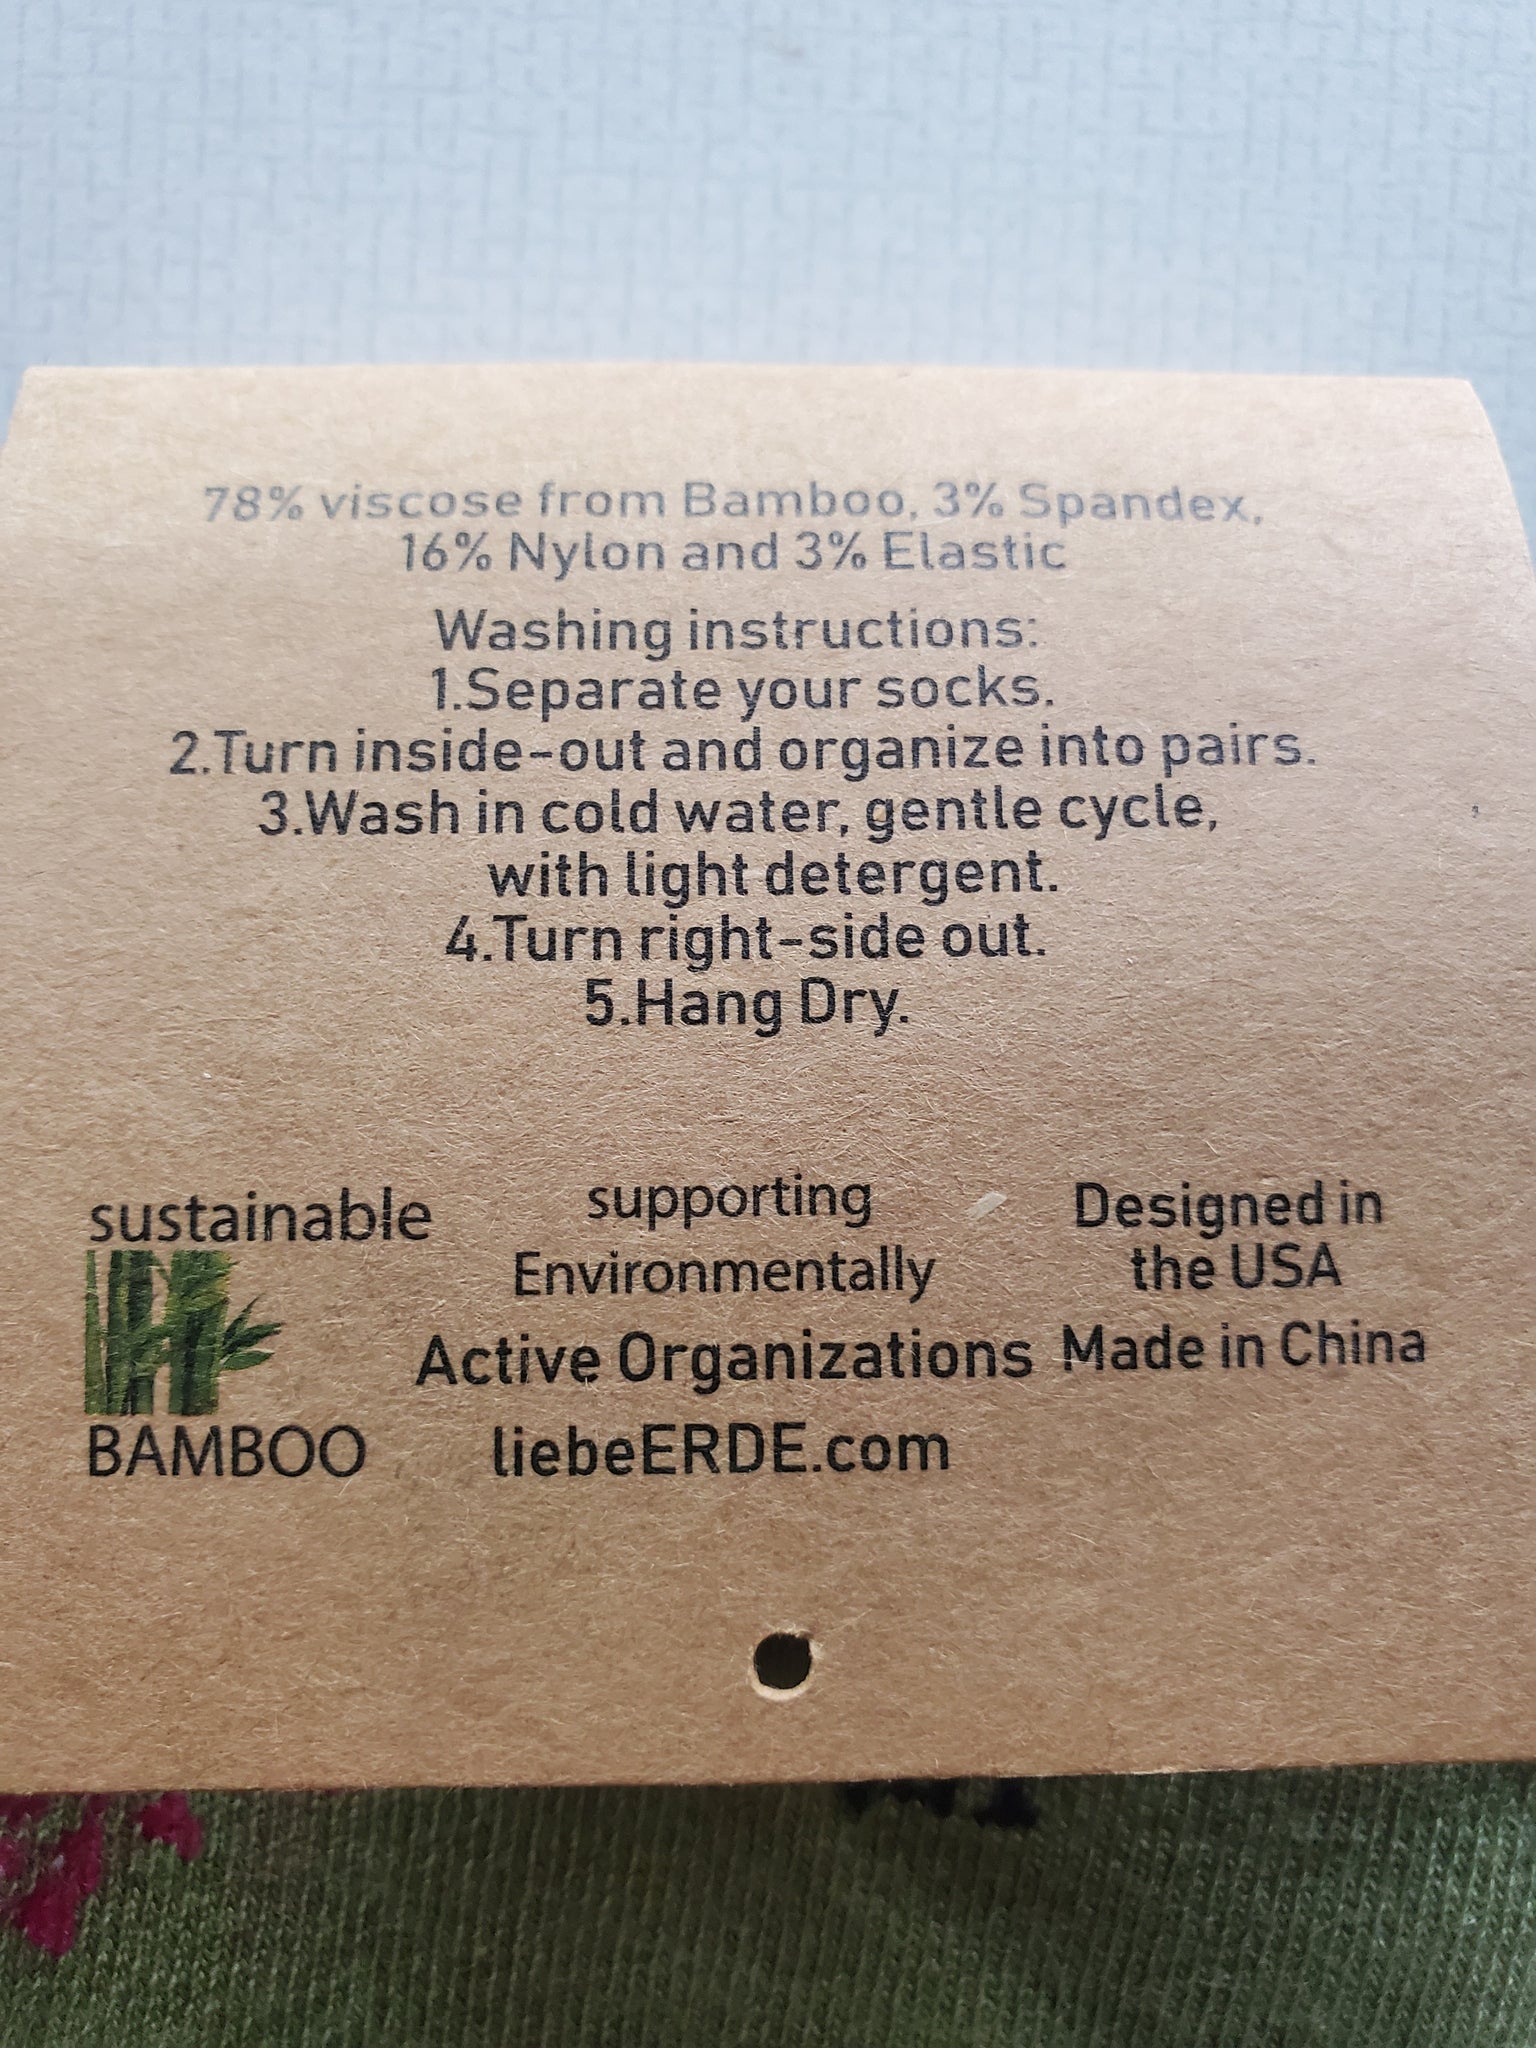 78% viscose from Bamboo, 3% Spandex,
16% Nylon and 3% Elastic
Washing instructions:
1.Separate your socks.
2.Turn inside-out and organize into pairs.
3.Wash in cold water, gentle cycle,
with light detergent.
4.Turn right-side out.
5.Hang Dry.
sustainable
BAMBOO
supporting
Environmentally
Active Organizations
liebeERDE.com
Designed in
the USA
Made in China